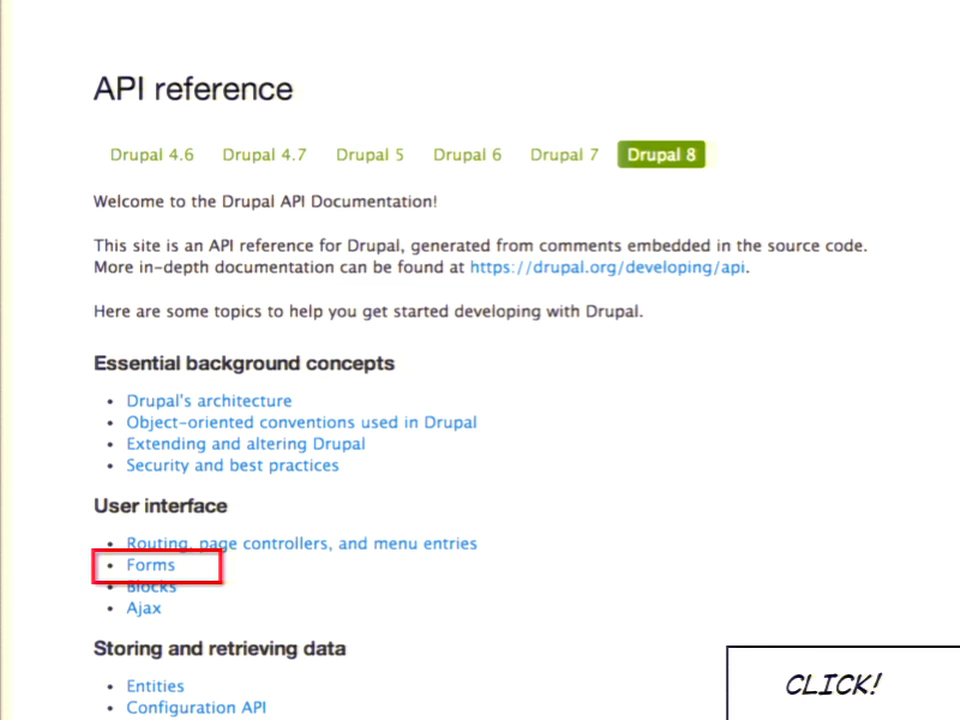 API reference
Drupal 4.6 Drupal 4.7 Drupal 5 Drupal 6 Drupal 7 Drupal 8
Welcome to the Drupal API Documentation!
This site is an API reference for Drupal, generated from comments embedded in the source code.
More in-depth documentation can be found at https://drupal.org/developing/api.
Here are some topics to help you get started developing with Drupal.
Essential background concepts
• Drupal's architecture
• Object-oriented conventions used in Drupal
• Extending and altering Drupal
• Security and best practices
User interface
• Routing, page controllers, and menu entries
• Forms
• Blocks
• Ajax
Storing and retrieving data
• Entities
• Configuration API
CLICK!